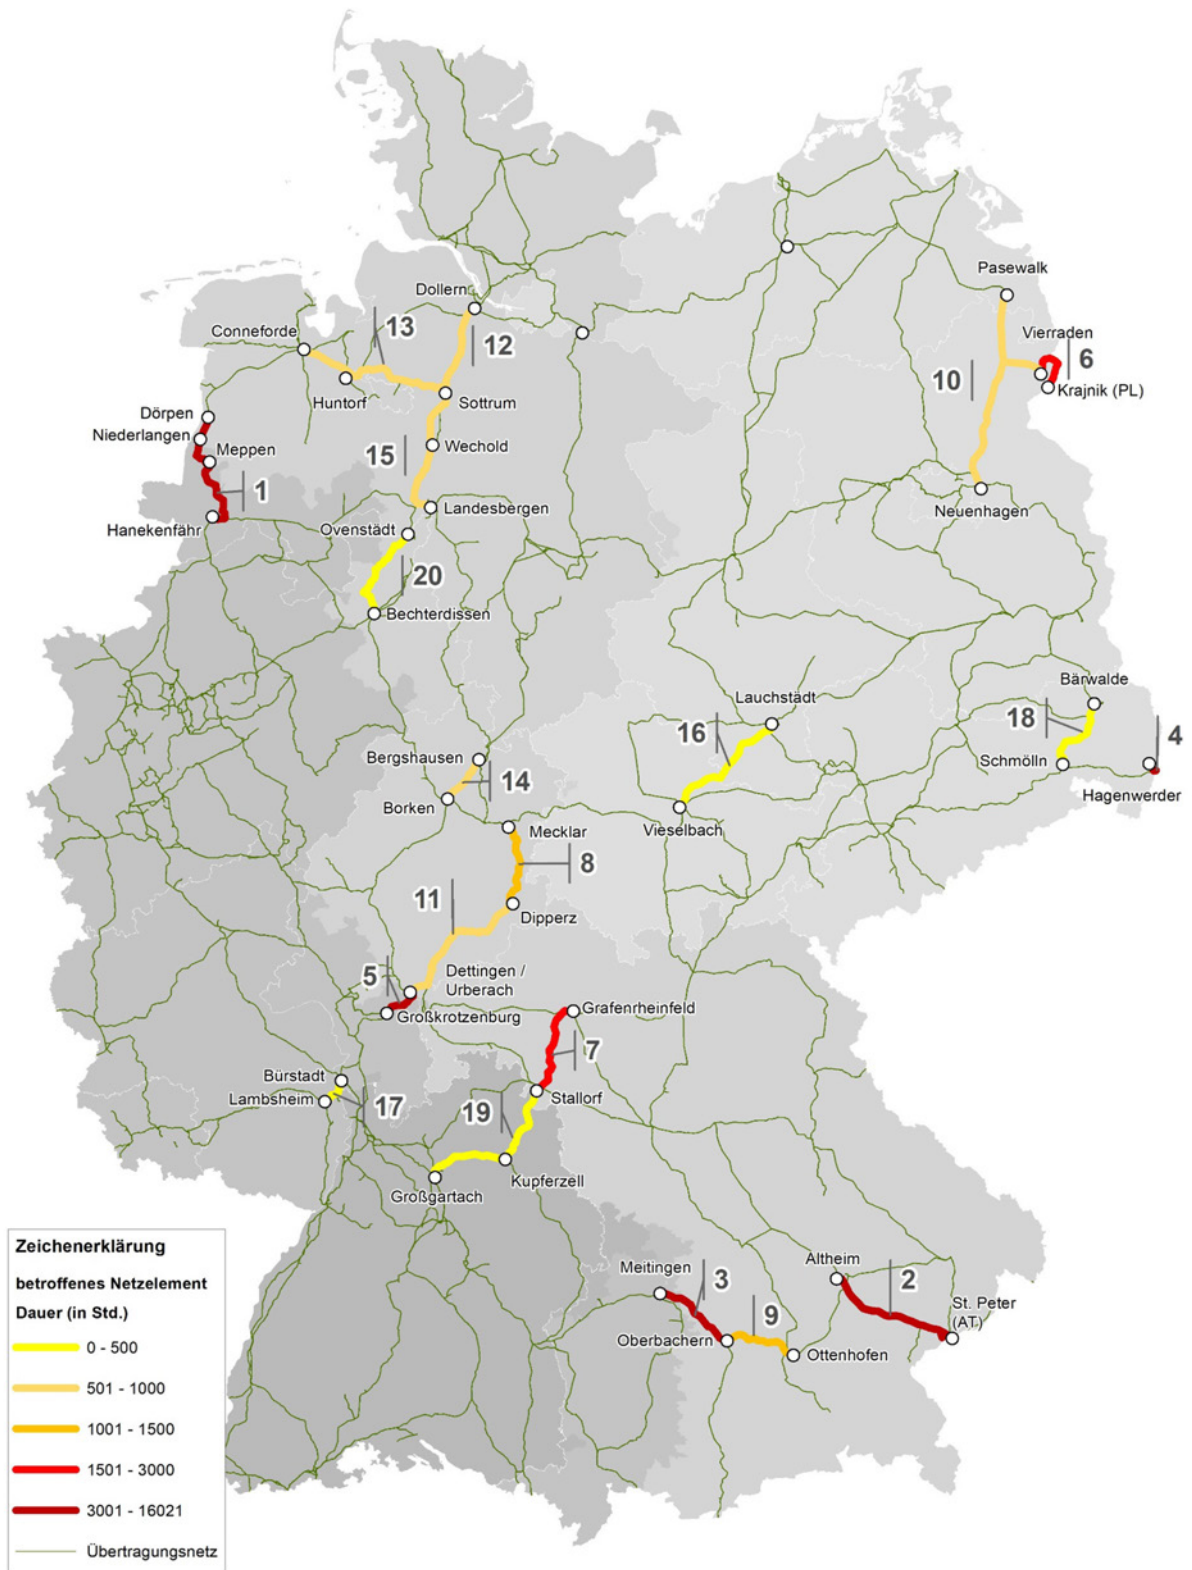 Pasewalk
Dollern
13
Vierraden
Conneforde
12
6
10
Krajnik (PL)
Huntorf
Sottrum
Dörpen
Niederlangen
Wechold
Meppen
15
1
Neuenhagen
Landesbergen
Hanekenfähr
Ovenstädt
20
Bechterdissen
Bärwalde
Lauchstädt
18
16
4
Bergshausen
Schmölln
14
Hagenwerder
Borken
Vieselbach
Mecklar
8
11
Dipperz
Dettingen /
Urberach
5
Großkrotzenburg
Grafenrheinfeld
7
Bürstadt
Stallorf
Lambsheim
17
19
Kupferzell
Großgartach
Zeichenerklärung
betroffenes Netzelement
Dauer (in Std.)
0 - 500
501 - 1000
1001 - 1500
1501 - 3000
3001 - 16021
Übertragungsnetz
Altheim
Meitingen
3
2
St. Peter
(AT)
9
Oberbachern
Ottenhofen